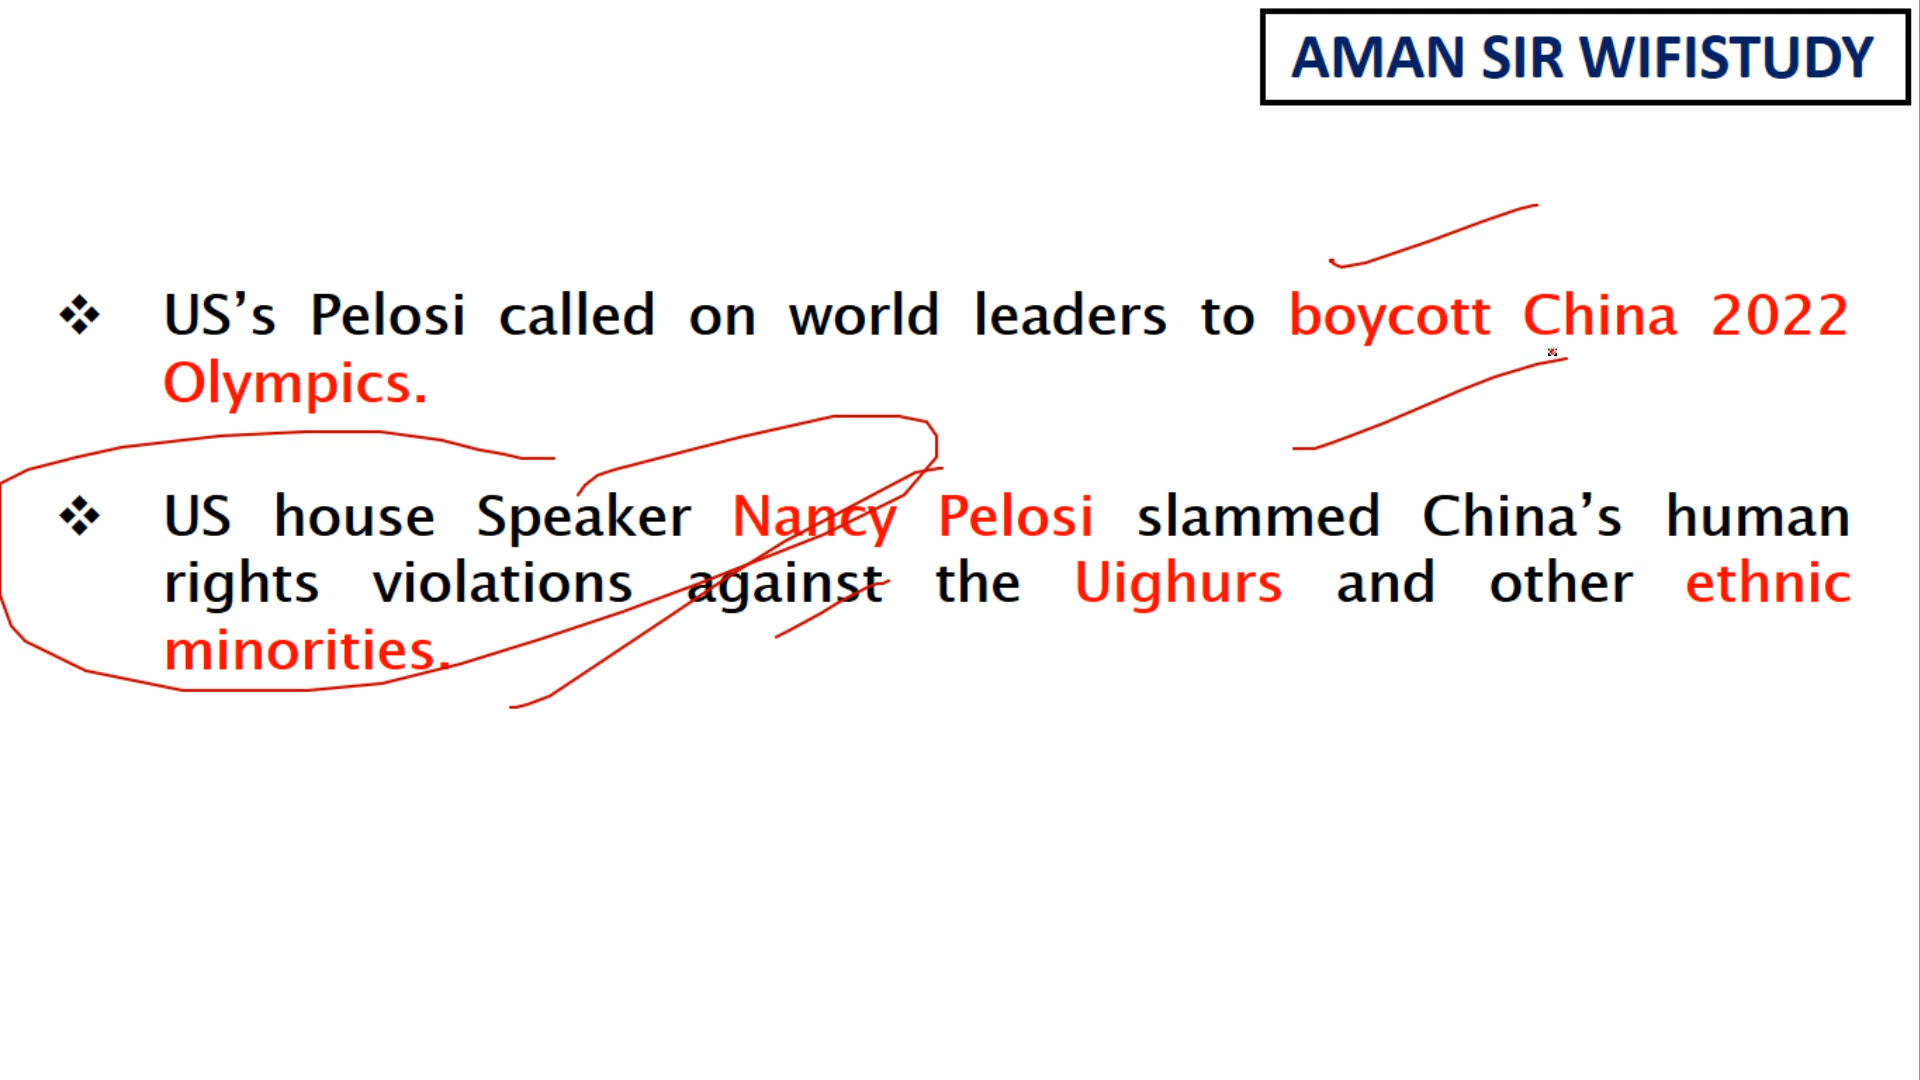 AMAN SIR WIFISTUDY
❖ US’s Pelosi called on world leaders to boycott China 2022
Olympics.
❖ US house Speaker Nancy Pelosi slammed China’s human
rights violations against the Uighurs and other ethnic
minorities.